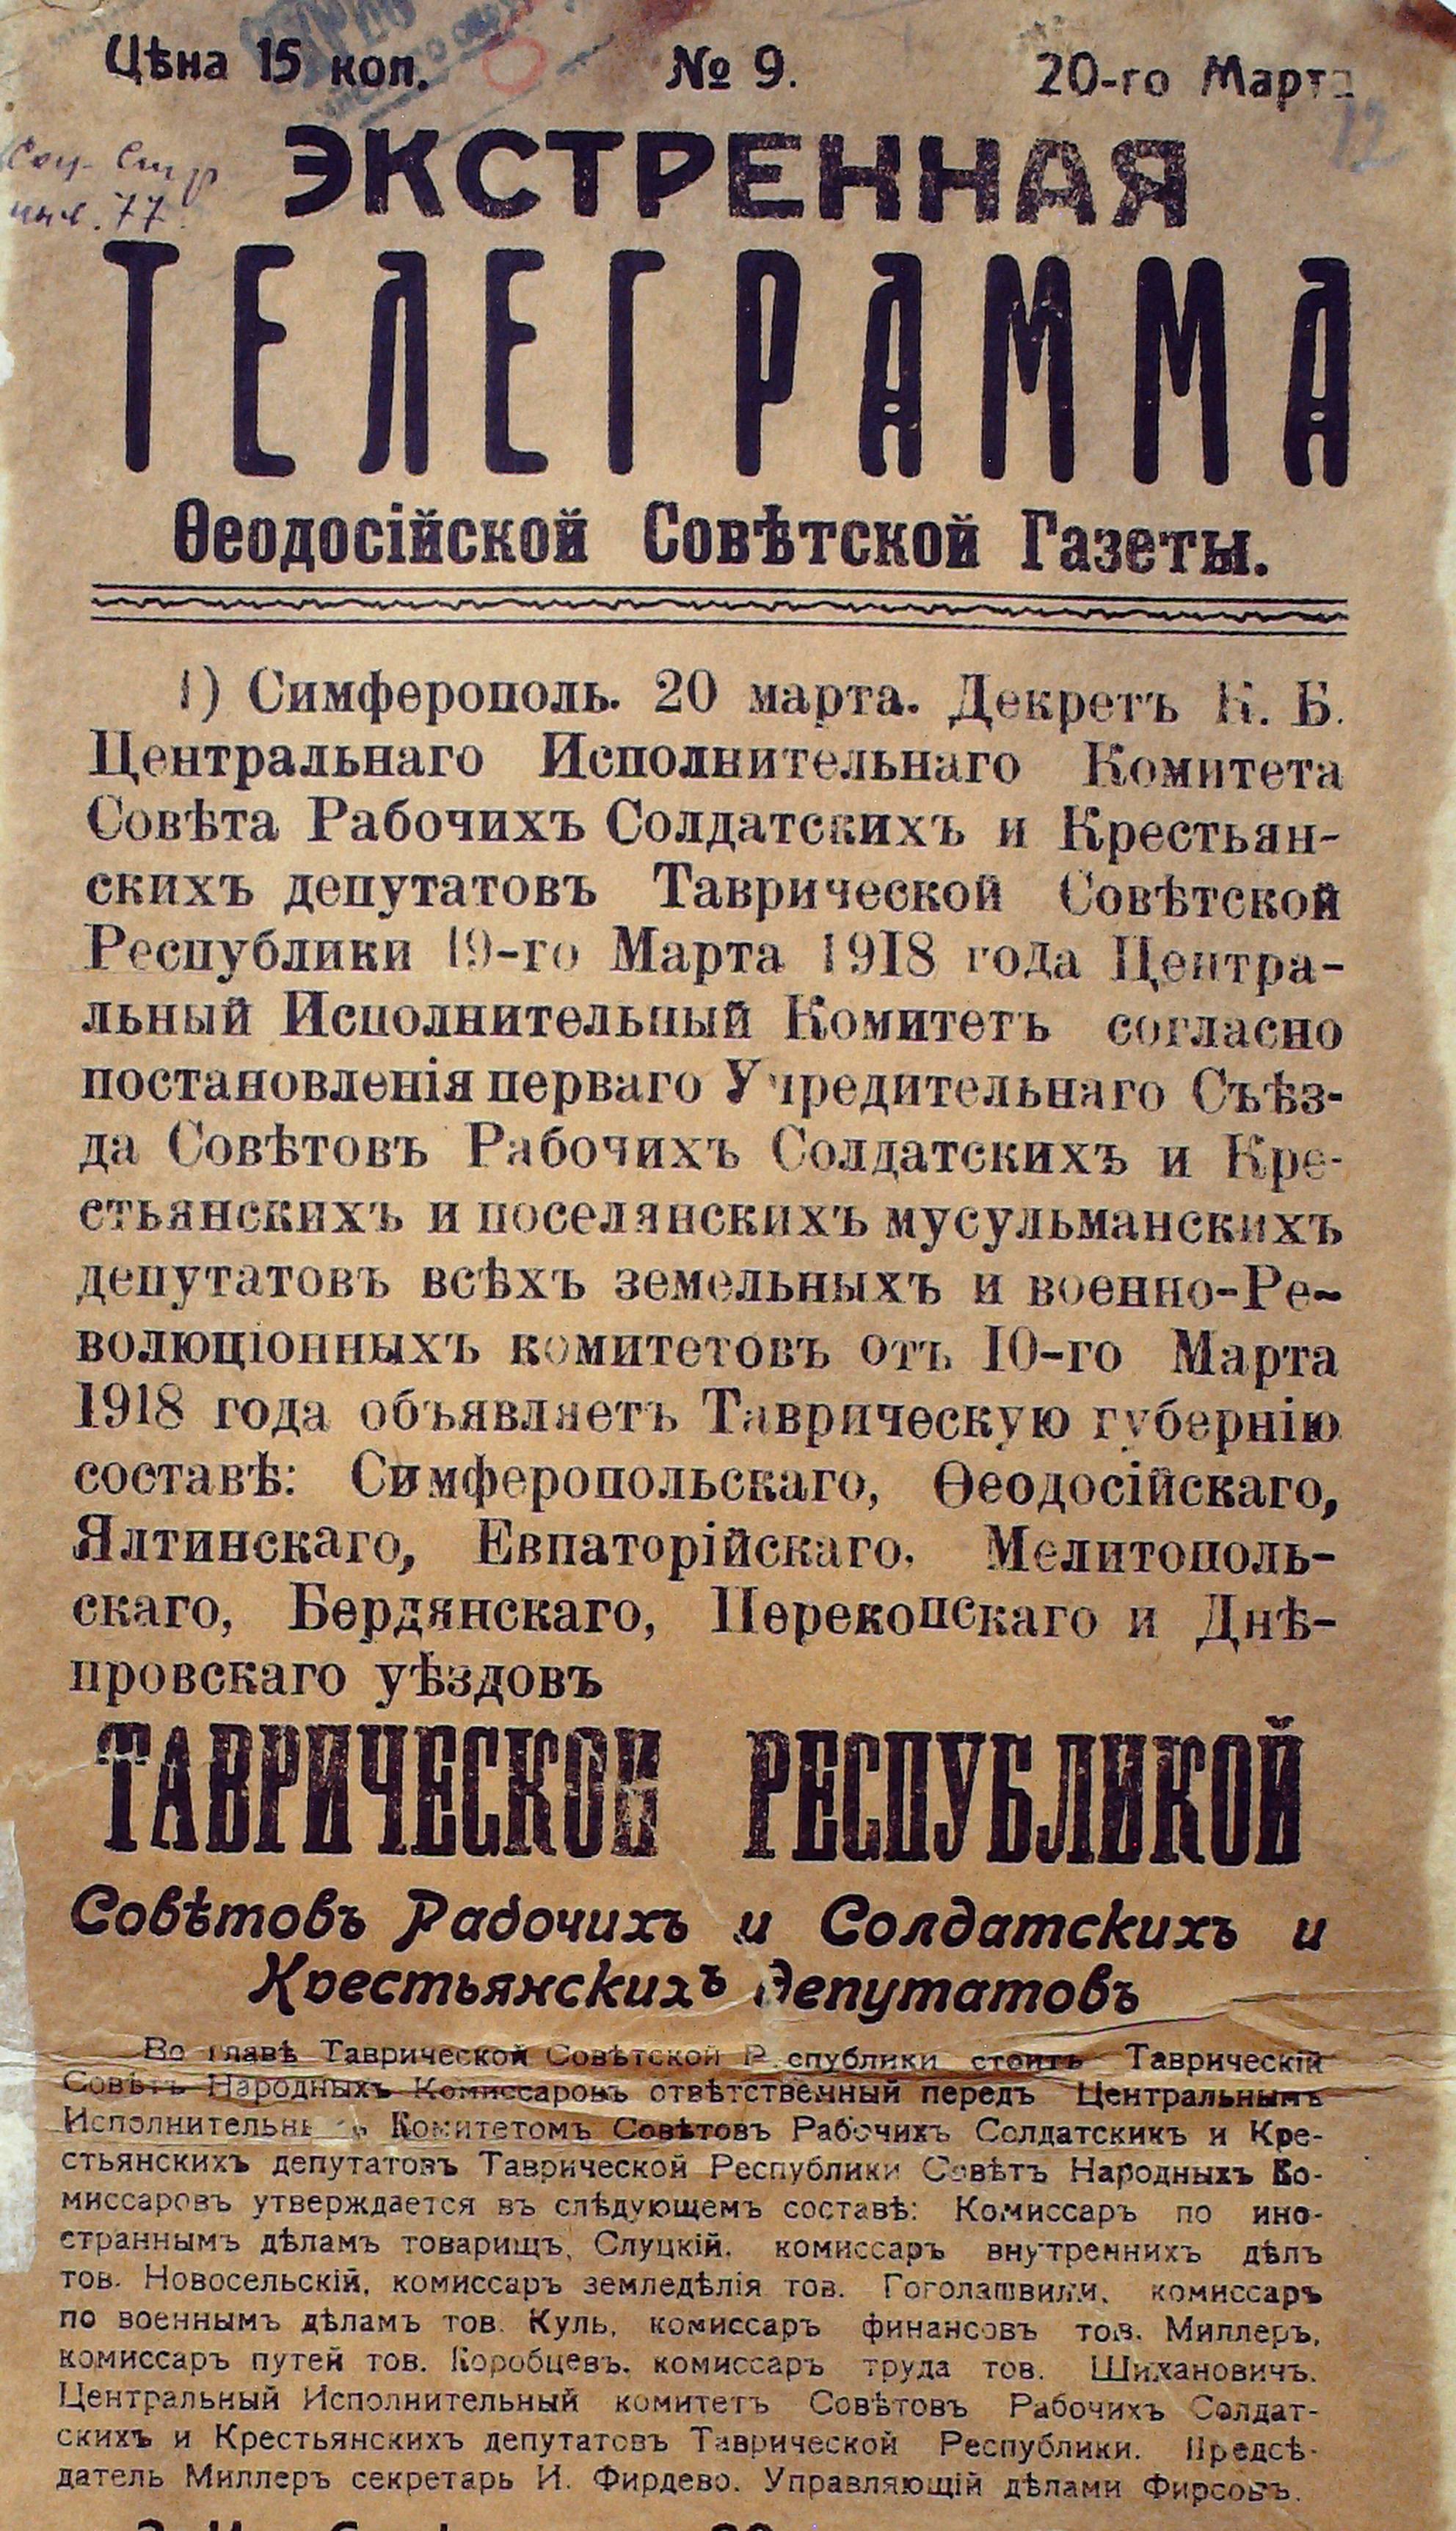 Цѣна 15 коп. № 9. 20-го Марта
12
ЭКСТРЕННАЯ
77.
ТЕЛЕГРАММА
Ѳеодосійской Совѣтской Газеты.
1) Симферополь. 20 марта. Декретъ К. Б.
Центральнаго Исполнительнаго Комитета
Совѣта Рабочихъ Солдатскихъ и Крестьян-
скихъ депутатовъ Таврической Совѣтской
Республики 19-го Марта 1918 года Центра-
льный Исполнительный Комитетъ согласно
постановленія перваго Учредительнаго Съѣз-
да Совѣтовъ Рабочихъ Солдатскихъ и Кре-
стьянскихъ и поселянскихъ мусульманскихъ
депутатовъ всѣхъ земельныхъ и военно-Ре-
волюціонныхъ комитетовъ отъ 10-го Марта
1918 года объявляетъ Таврическую губернію
составѣ: Симферопольскаго, Ѳеодосійскаго,
Ялтинскаго, Евпаторійскаго, Мелитополь-
скаго, Бердянскаго, Перекопскаго и Днѣ-
провскаго уѣздовъ
ТАВРИЧЕСКОЙ РЕСПУБЛИКОЙ
Совѣтовъ Рабочихъ и Солдатскихъ и
Крестьянскихъ Депутатовъ
Во главѣ Таврической Совѣтской Республики стоитъ Таврическій
Совѣтъ Народныхъ Комиссаровъ отвѣтственный передъ Центральнымъ
Исполнительнымъ Комитетомъ Совѣтовъ Рабочихъ Солдатскикъ и Кре-
стьянскихъ депутатовъ Таврической Республики Совѣтъ Народныхъ Ко-
миссаровъ утверждается въ слѣдующемъ составѣ: Комиссаръ по ино-
страннымъ дѣламъ товарищъ, Слуцкій. комиссаръ внутреннихъ дѣлъ
тов. Новосельскій, комиссаръ земледѣлія тов. Гоголашвили, комиссаръ
по военнымъ дѣламъ тов. Куль, комиссаръ финансовъ тов. Миллеръ,
комиссаръ путей тов. Коробцевъ. комиссаръ труда тов. Шихановичъ.
Центральный Исполнительный комитетъ Совѣтовъ Рабочихъ Солдат-
скихъ и Крестьянскихъ депутатовъ Таврической Республики. Предсѣ-
датель Миллеръ секретарь И. Фирдево. Управляющій дѣлами Фирсовъ.